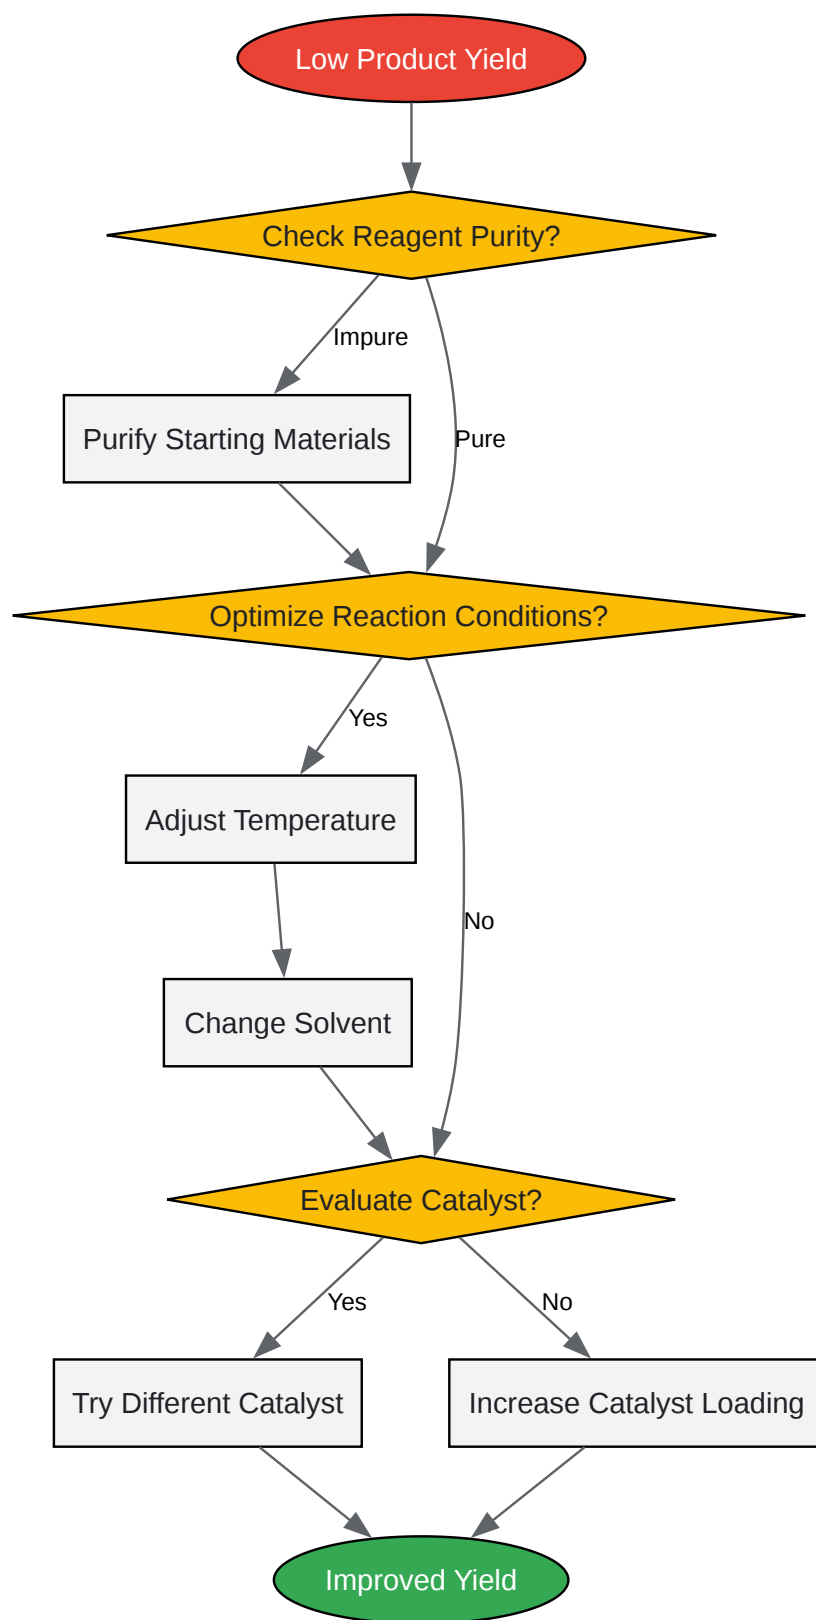 Low Product Yield
Check Reagent Purity?
Impure
Purify Starting Materials
Pure
Optimize Reaction Conditions?
Yes
Adjust Temperature
No
Change Solvent
Evaluate Catalyst?
Yes
No
Try Different Catalyst
Increase Catalyst Loading
Improved Yield